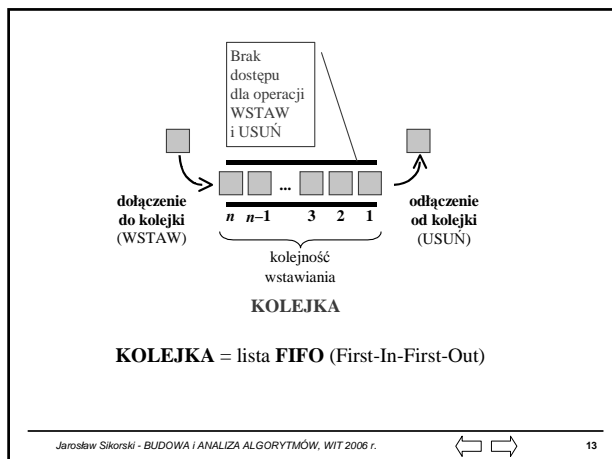 Brak
dostępu
dla operacji
WSTAW
i USUŃ
...
dołączenie
do kolejki
(WSTAW)
n n–1 3 2 1
odłączenie
od kolejki
(USUŃ)
kolejność
wstawiania
KOLEJKA
KOLEJKA = lista FIFO (First-In-First-Out)
Jarosław Sikorski - BUDOWA i ANALIZA ALGORYTMÓW, WIT 2006 r. 13